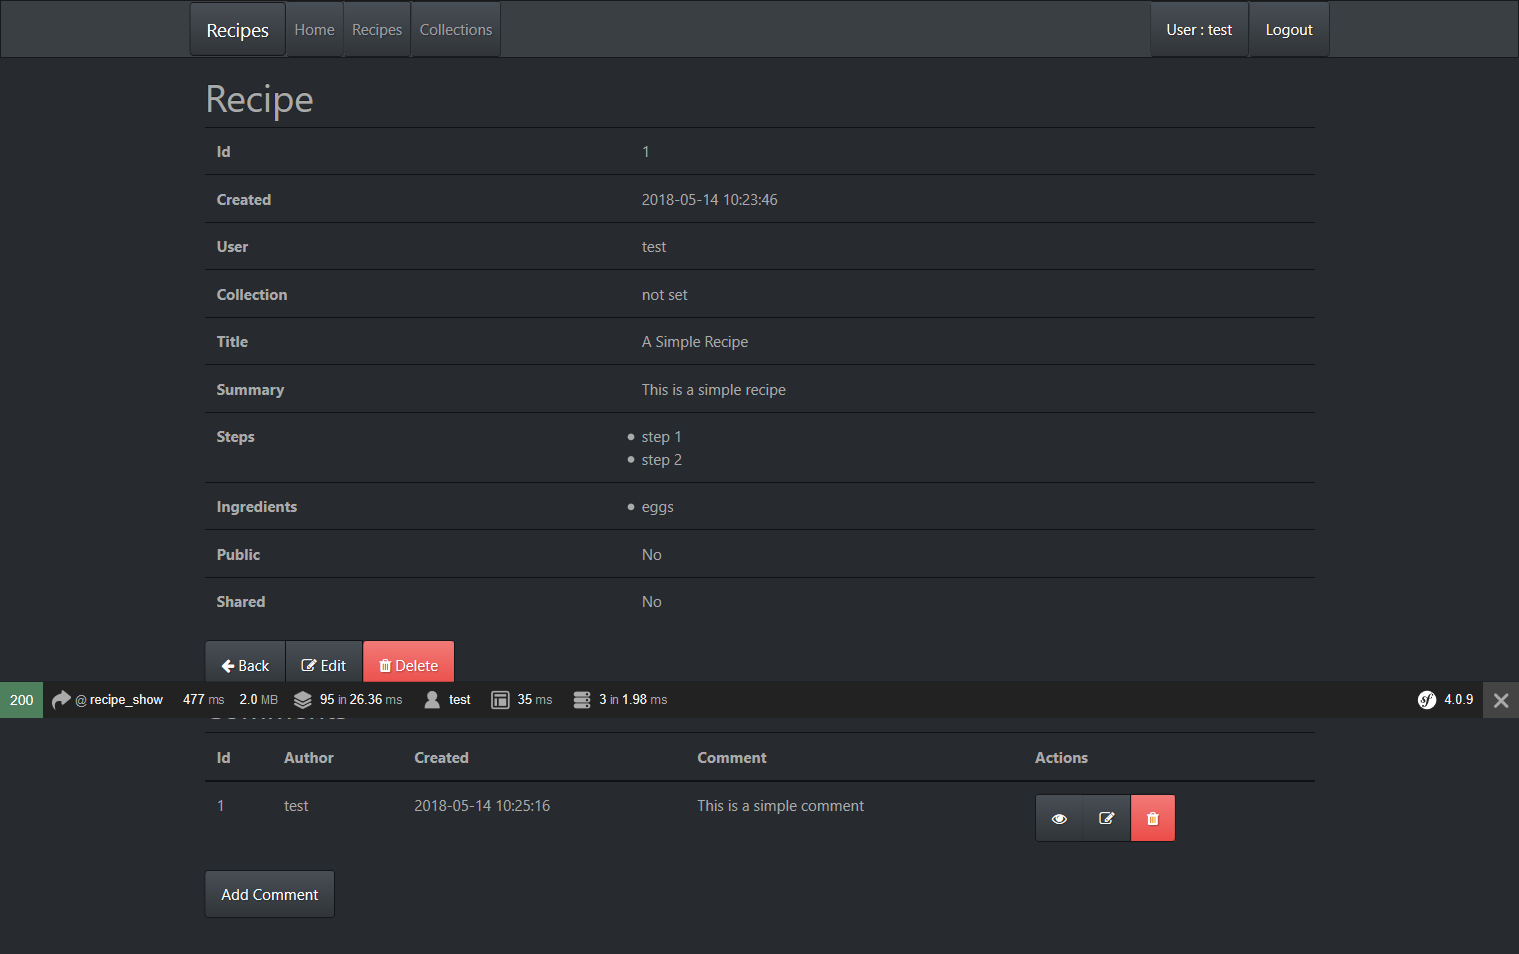 Recipes Home Recipes Collections User : test Logout
Recipe
Id 1
Created 2018-05-14 10:23:46
User test
Collection not set
Title A Simple Recipe
Summary This is a simple recipe
Steps step 1
step 2
Ingredients eggs
Public No
Shared No
Back Edit Delete
200 @ recipe_show 477 ms 2.0 MB 95 in 26.36 ms test 35 ms 3 in 1.98 ms sf 4.0.9
Id Author Created Comment Actions
1 test 2018-05-14 10:25:16 This is a simple comment
Add Comment